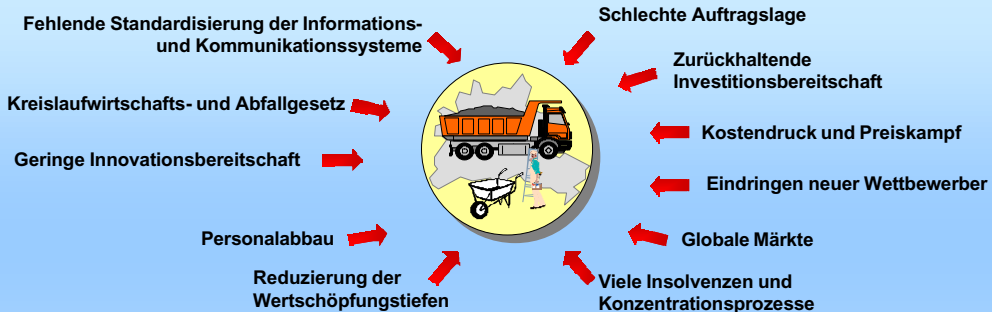 Fehlende Standardisierung der Informations-
und Kommunikationssysteme
Kreislaufwirtschafts- und Abfallgesetz
Geringe Innovationsbereitschaft
Personalabbau
Reduzierung der
Wertschöpfungstiefen
Schlechte Auftragslage
Zurückhaltende
Investitionsbereitschaft
Kostendruck und Preiskampf
Eindringen neuer Wettbewerber
Globale Märkte
Viele Insolvenzen und
Konzentrationsprozesse